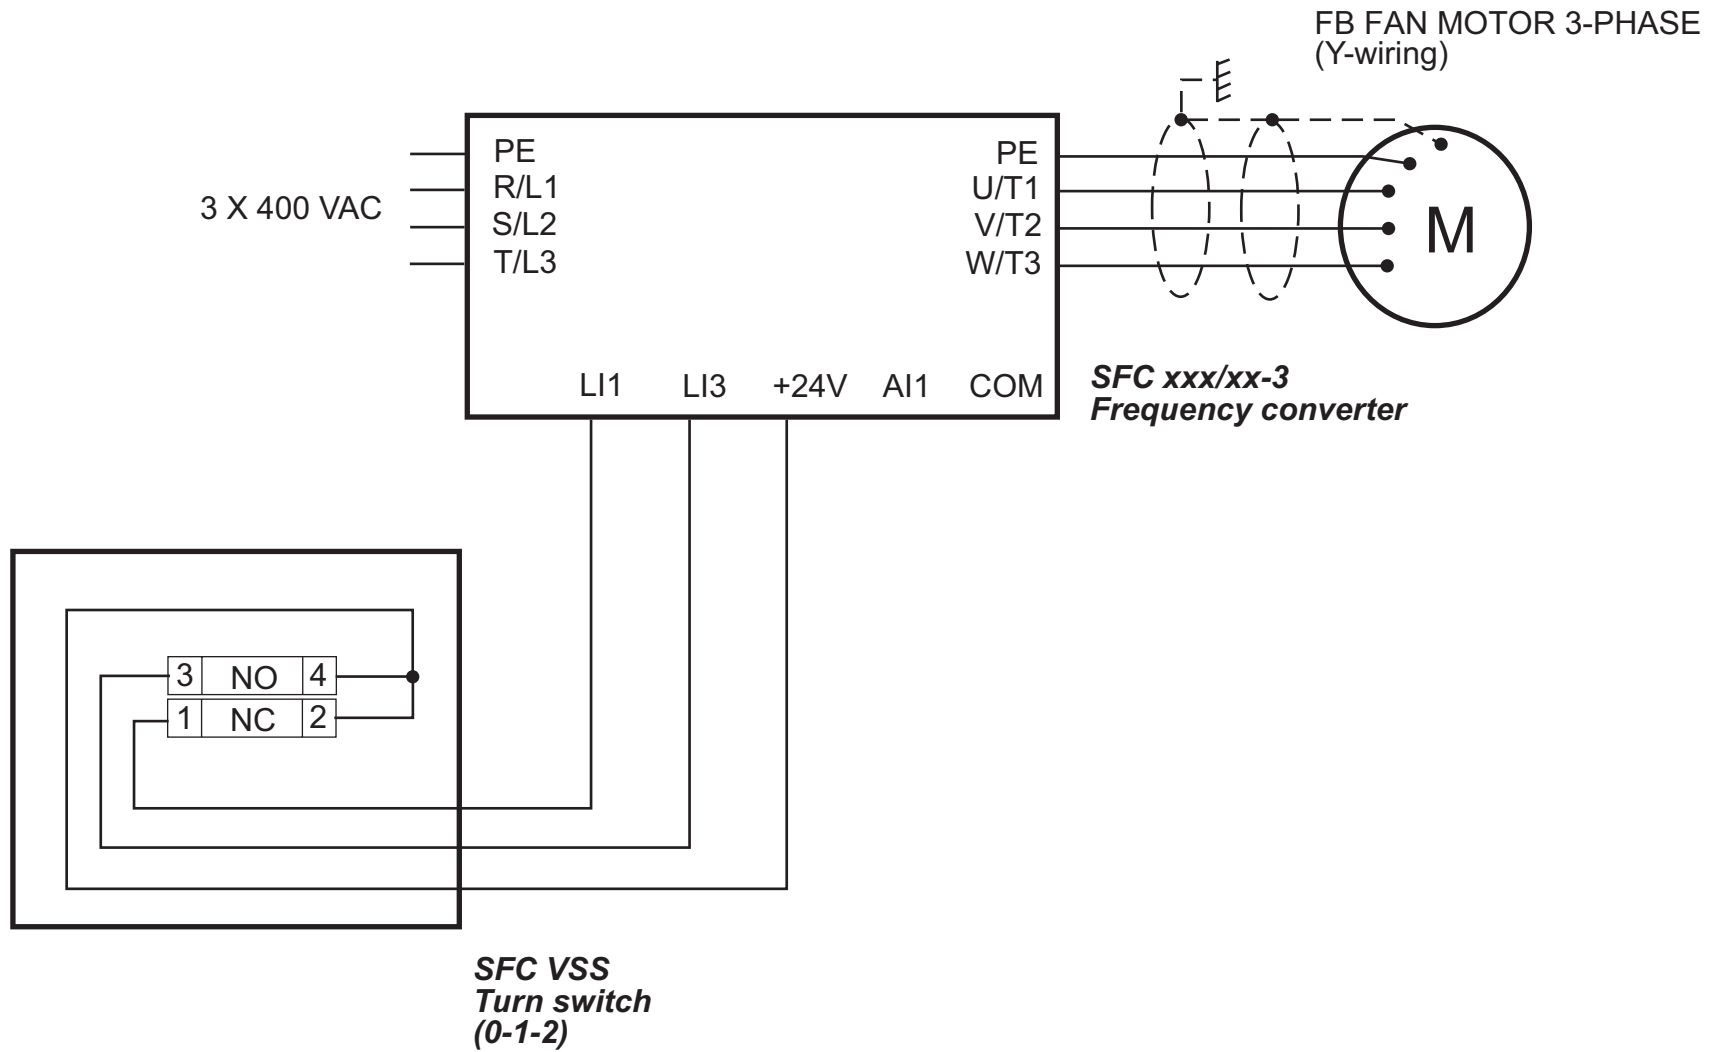 FB FAN MOTOR 3-PHASE
(Y-wiring)
3 X 400 VAC
PE
R/L1
S/L2
T/L3
PE
U/T1
V/T2
W/T3
M
LI1 LI3 +24V AI1 COM
SFC xxx/xx-3
Frequency converter
3 NO 4
1 NC 2
SFC VSS
Turn switch
(0-1-2)